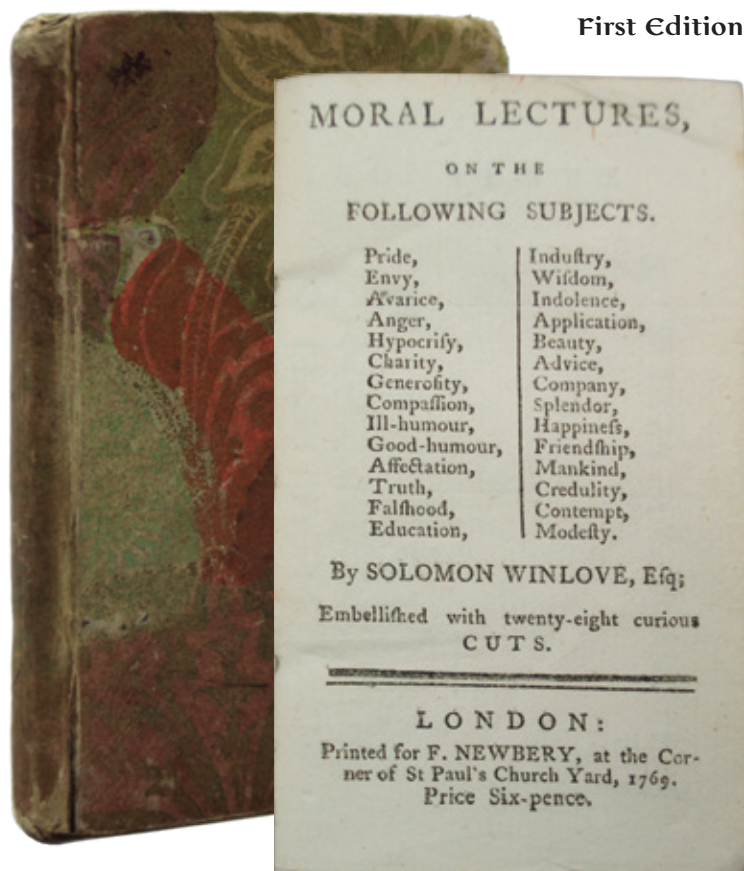 First Edition
MORAL LECTURES,
ON THE
FOLLOWING SUBJECTS.
Pride,
Envy,
Avarice,
Anger,
Hypocriſy,
Charity,
Generoſity,
Compaſſion,
Ill-humour,
Good-humour,
Affectation,
Truth,
Falſhood,
Education,
Induſtry,
Wiſdom,
Indolence,
Application,
Beauty,
Advice,
Company,
Splendor,
Happineſs,
Friendſhip,
Mankind,
Credulity,
Contempt,
Modeſty.
By SOLOMON WINLOVE, Eſq;
Embelliſhed with twenty-eight curious
CUTS.
LONDON:
Printed for F. NEWBERY, at the Cor-
ner of St Paul's Church Yard, 1769.
Price Six-pence.